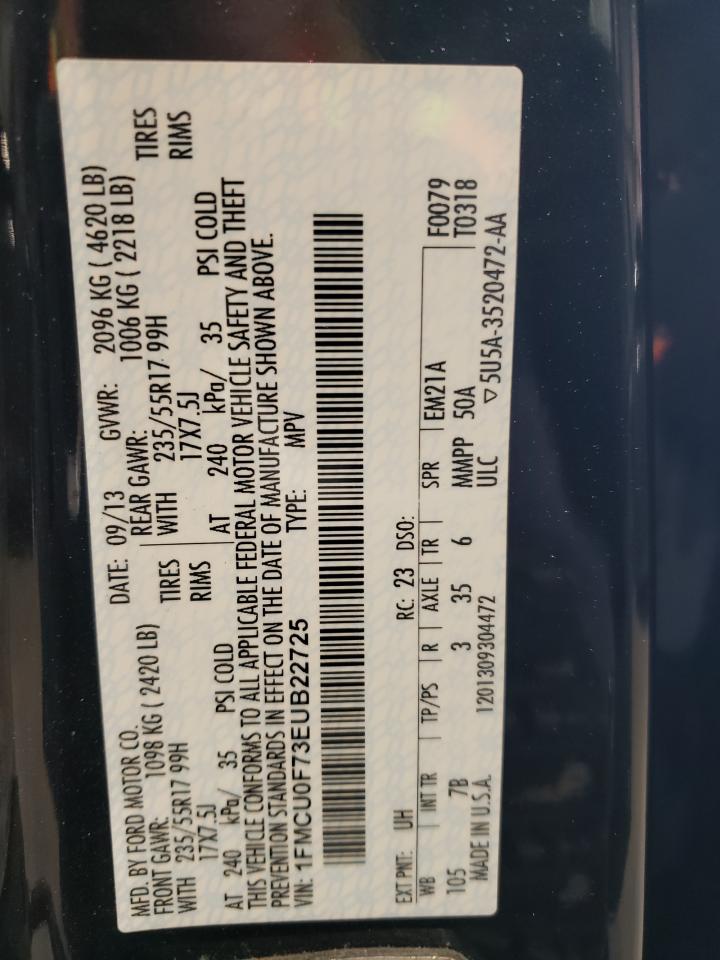 MFD. BY FORD MOTOR CO. DATE: 09/13 GVWR: 2096 KG ( 4620 LB)
FRONT GAWR: 1098 KG ( 2420 LB) REAR GAWR: 1006 KG ( 2218 LB)
WITH 235/55R17 99H TIRES WITH 235/55R17 99H TIRES
17X7.5J RIMS 17X7.5J RIMS
AT 240 kPa/ 35 PSI COLD AT 240 kPa/ 35 PSI COLD
THIS VEHICLE CONFORMS TO ALL APPLICABLE FEDERAL MOTOR VEHICLE SAFETY AND THEFT
PREVENTION STANDARDS IN EFFECT ON THE DATE OF MANUFACTURE SHOWN ABOVE.
VIN: 1FMCU0F73EUB22725 TYPE: MPV
EXT PNT: UH RC: 23 DSO: F0079
WB INT TR TP/PS R AXLE TR SPR EM21A T0318
105 7B 3 35 6 MMPP 50A
MADE IN U.S.A. 1201309304472 ULC ▽5U5A-3520472-AA